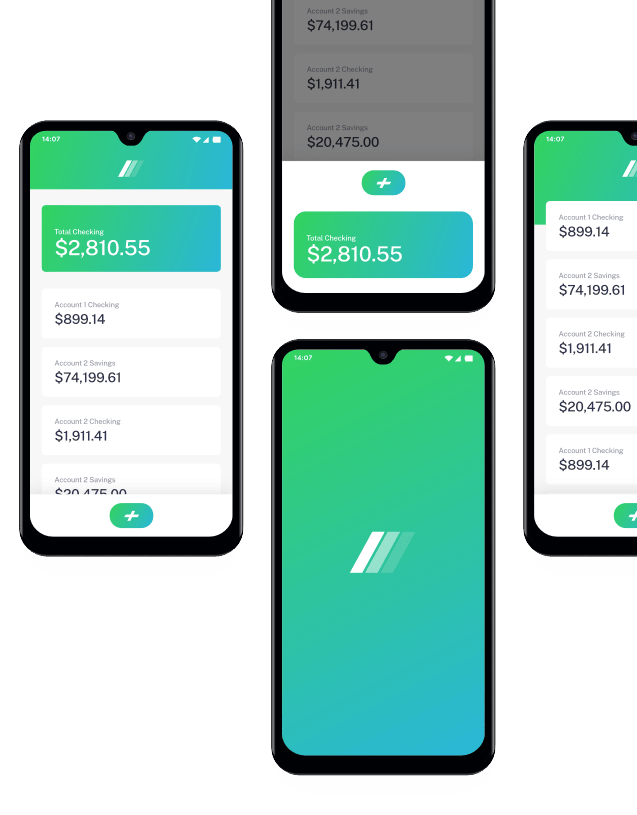 Account 2 Savings
$74,199.61
Account 2 Checking
$1,911.41
Account 2 Savings
$20,475.00
Total Checking
$2,810.55
14:07
Total Checking
$2,810.55
Account 1 Checking
$899.14
Account 2 Savings
$74,199.61
Account 2 Checking
$1,911.41
Account 2 Savings
$20,475.00
14:07
14:07
Account 1 Checking
$899.14
Account 2 Savings
$74,199.61
Account 2 Checking
$1,911.41
Account 2 Savings
$20,475.00
Account 1 Checking
$899.14